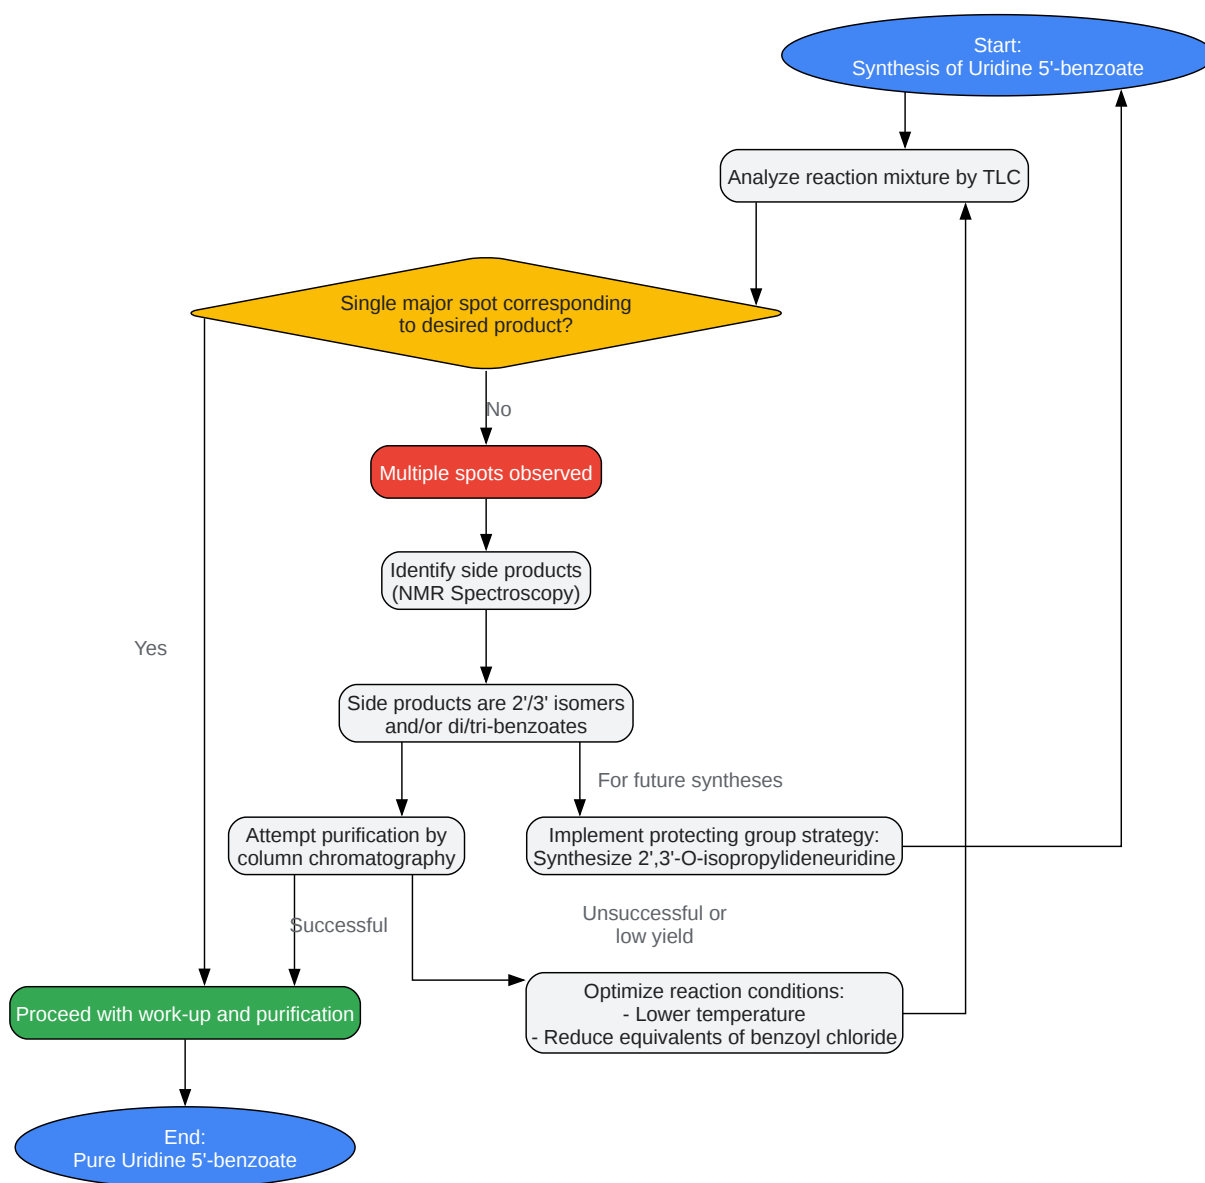 Start:
Synthesis of Uridine 5'-benzoate
Analyze reaction mixture by TLC
Single major spot corresponding
to desired product?
No
Multiple spots observed
Identify side products
(NMR Spectroscopy)
Yes
Side products are 2'/3' isomers
and/or di/tri-benzoates
For future syntheses
Attempt purification by
column chromatography
Implement protecting group strategy:
Synthesize 2',3'-O-isopropylideneuridine
Successful
Unsuccessful or
low yield
Proceed with work-up and purification
Optimize reaction conditions:
- Lower temperature
- Reduce equivalents of benzoyl chloride
End:
Pure Uridine 5'-benzoate